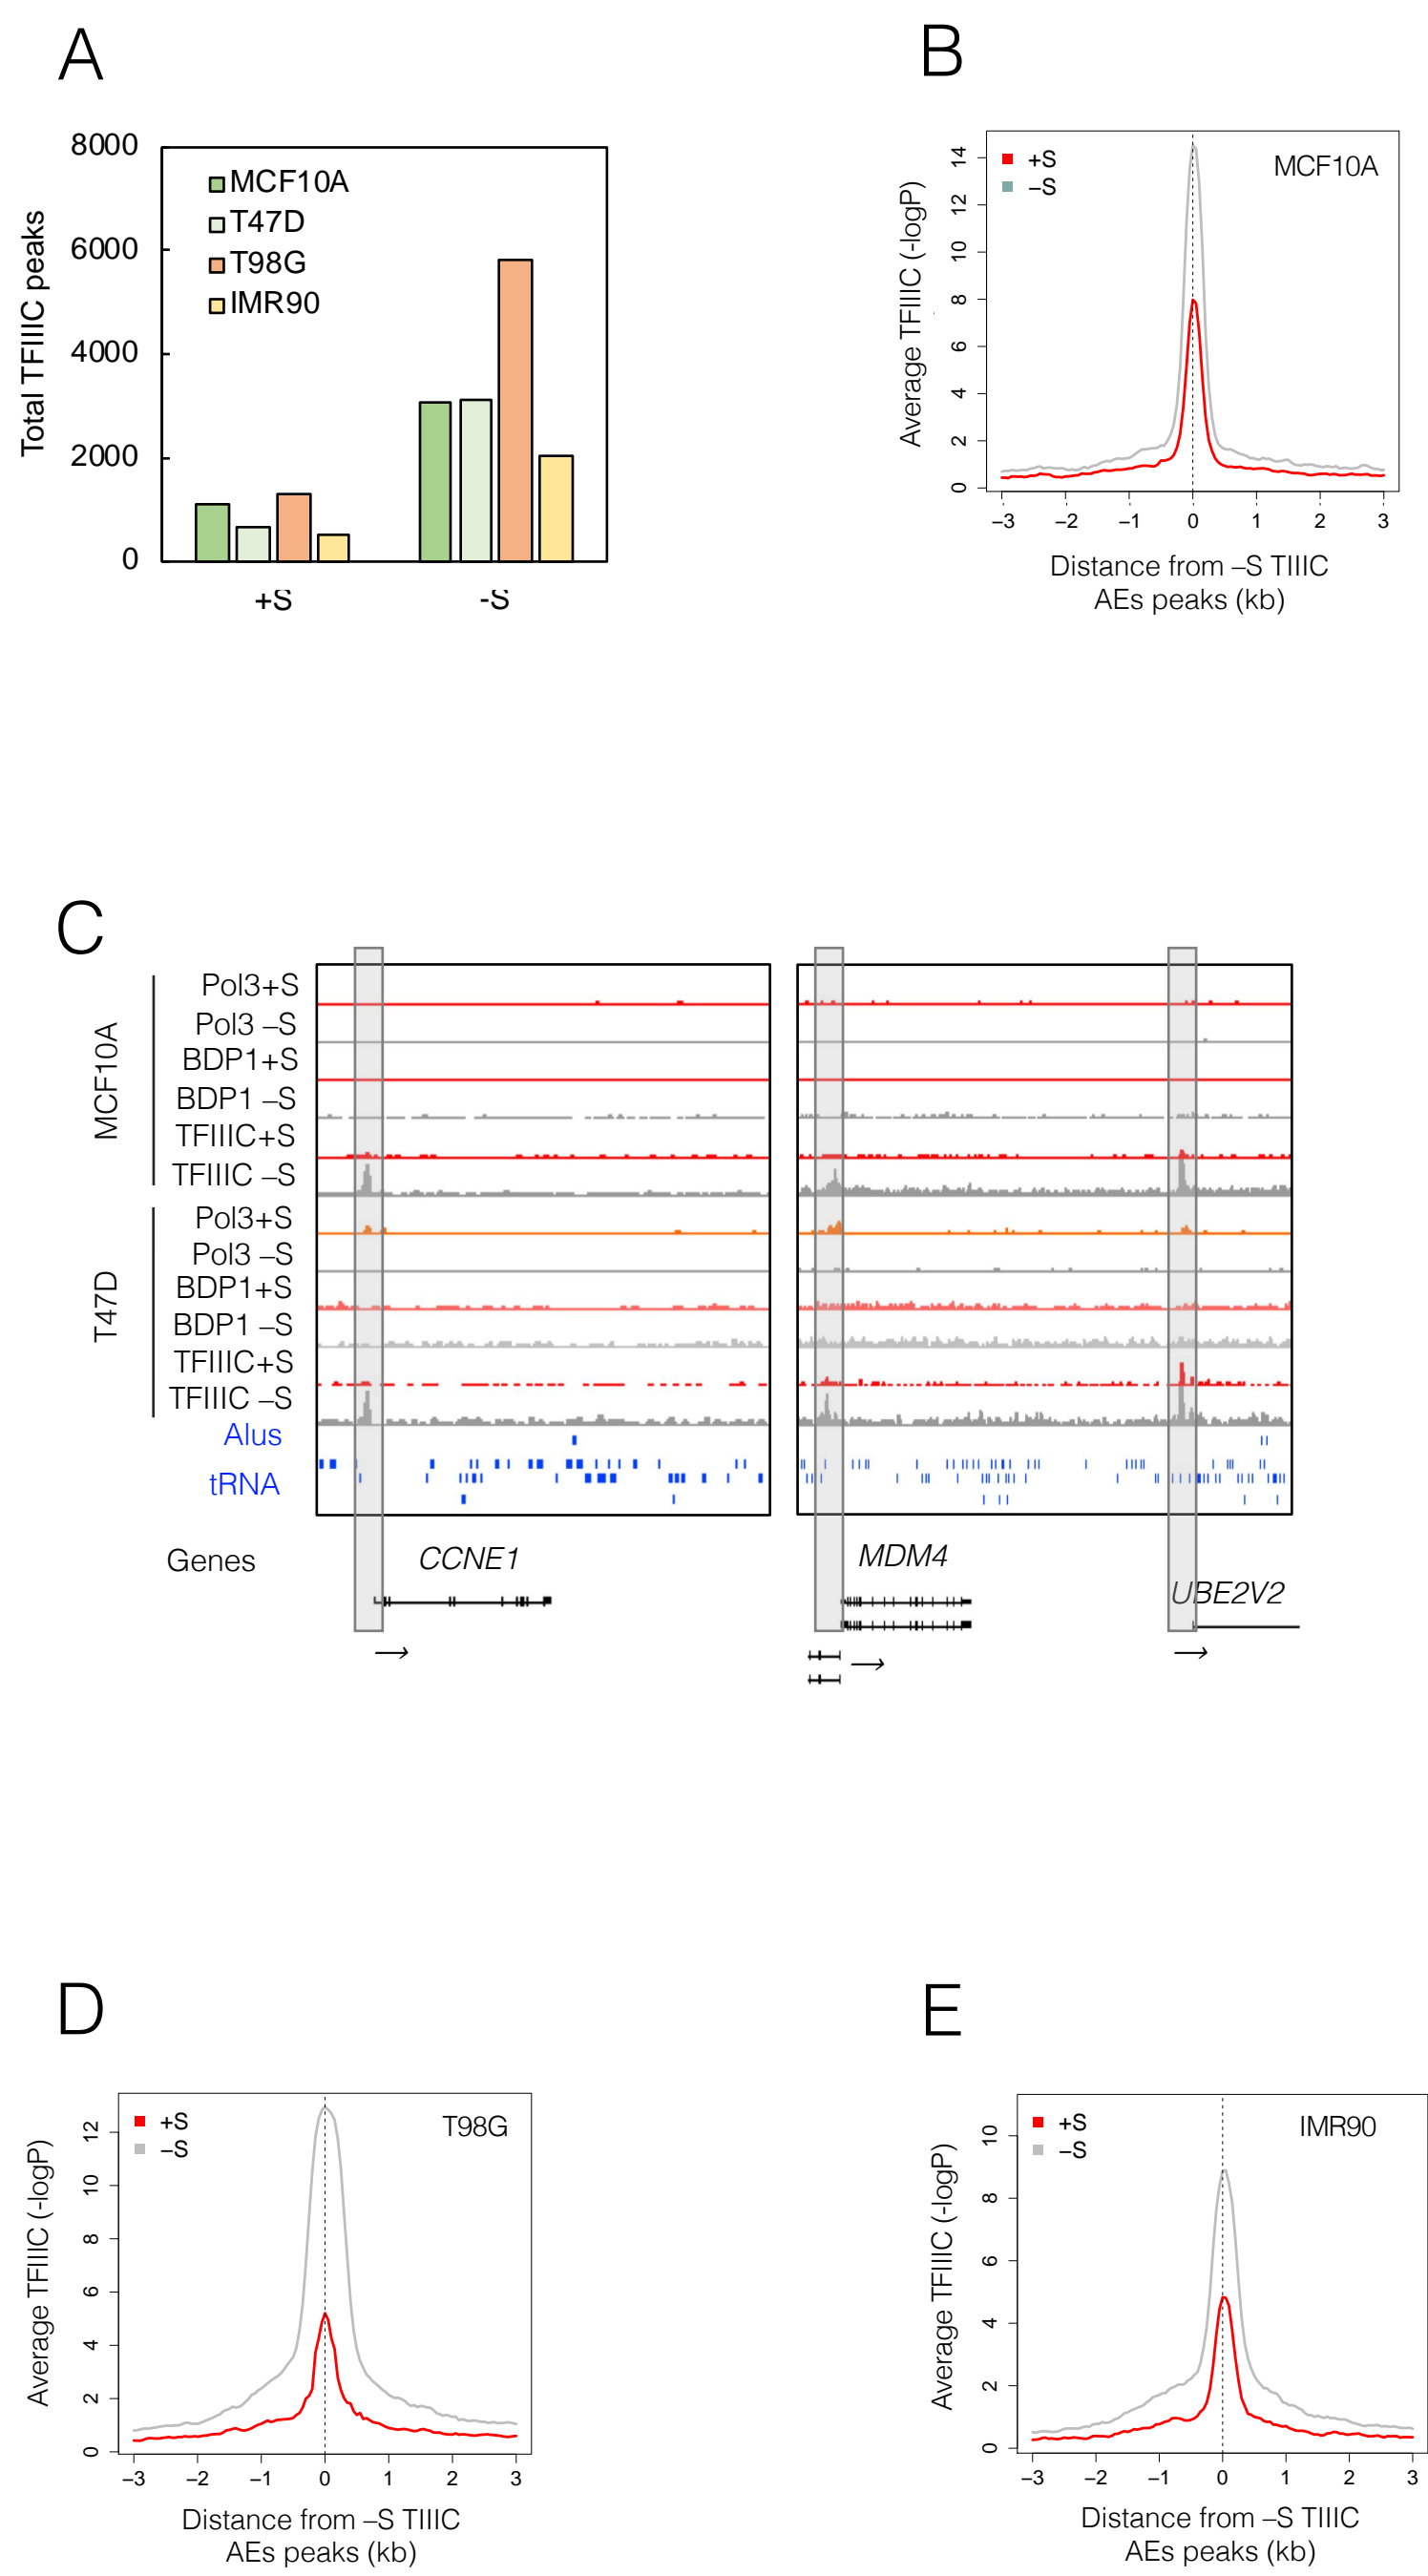 A
8000
6000
4000
2000
0
Total TFIIIC peaks
MCF10A
T47D
T98G
IMR90
+S
-S
B
Average TFIIIC (-logP)
14
12
10
8
6
4
2
0
+S
–S
MCF10A
–3 –2 –1 0 1 2 3
Distance from –S TIIIC
AEs peaks (kb)
C
MCF10A
Pol3+S
Pol3 –S
BDP1+S
BDP1 –S
TFIIIC+S
TFIIIC –S
T47D
Pol3+S
Pol3 –S
BDP1+S
BDP1 –S
TFIIIC+S
TFIIIC –S
Alus
tRNA
Genes
CCNE1
MDM4
UBE2V2
D
Average TFIIIC (-logP)
12
10
8
6
4
2
0
+S
–S
T98G
–3 –2 –1 0 1 2 3
Distance from –S TIIIC
AEs peaks (kb)
E
Average TFIIIC (-logP)
10
8
6
4
2
0
+S
–S
IMR90
–3 –2 –1 0 1 2 3
Distance from –S TIIIC
AEs peaks (kb)